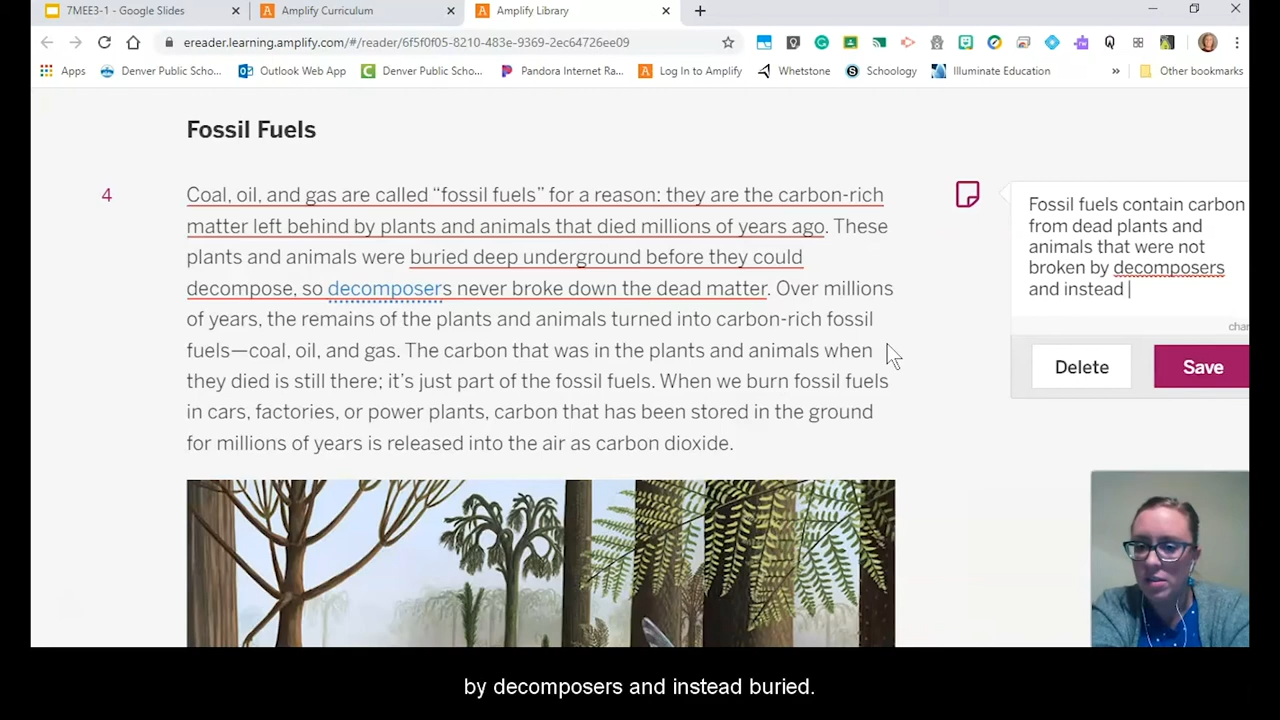 7MEE3-1 - Google Slides
Amplify Curriculum
Amplify Library
ereader.learning.amplify.com/#/reader/6f5f0f05-8210-483e-9369-2ec64726ee09
Apps
Denver Public Scho...
Outlook Web App
Denver Public Scho...
Pandora Internet Ra...
Log In to Amplify
Whetstone
Schoology
Illuminate Education
»
Other bookmarks
Fossil Fuels
4
Coal, oil, and gas are called “fossil fuels” for a reason: they are the carbon-rich
matter left behind by plants and animals that died millions of years ago. These
plants and animals were buried deep underground before they could
decompose, so decomposers never broke down the dead matter. Over millions
of years, the remains of the plants and animals turned into carbon-rich fossil
fuels—coal, oil, and gas. The carbon that was in the plants and animals when
they died is still there; it’s just part of the fossil fuels. When we burn fossil fuels
in cars, factories, or power plants, carbon that has been stored in the ground
for millions of years is released into the air as carbon dioxide.
Fossil fuels contain carbon
from dead plants and
animals that were not
broken by decomposers
and instead
char
Delete
Save
by decomposers and instead buried.